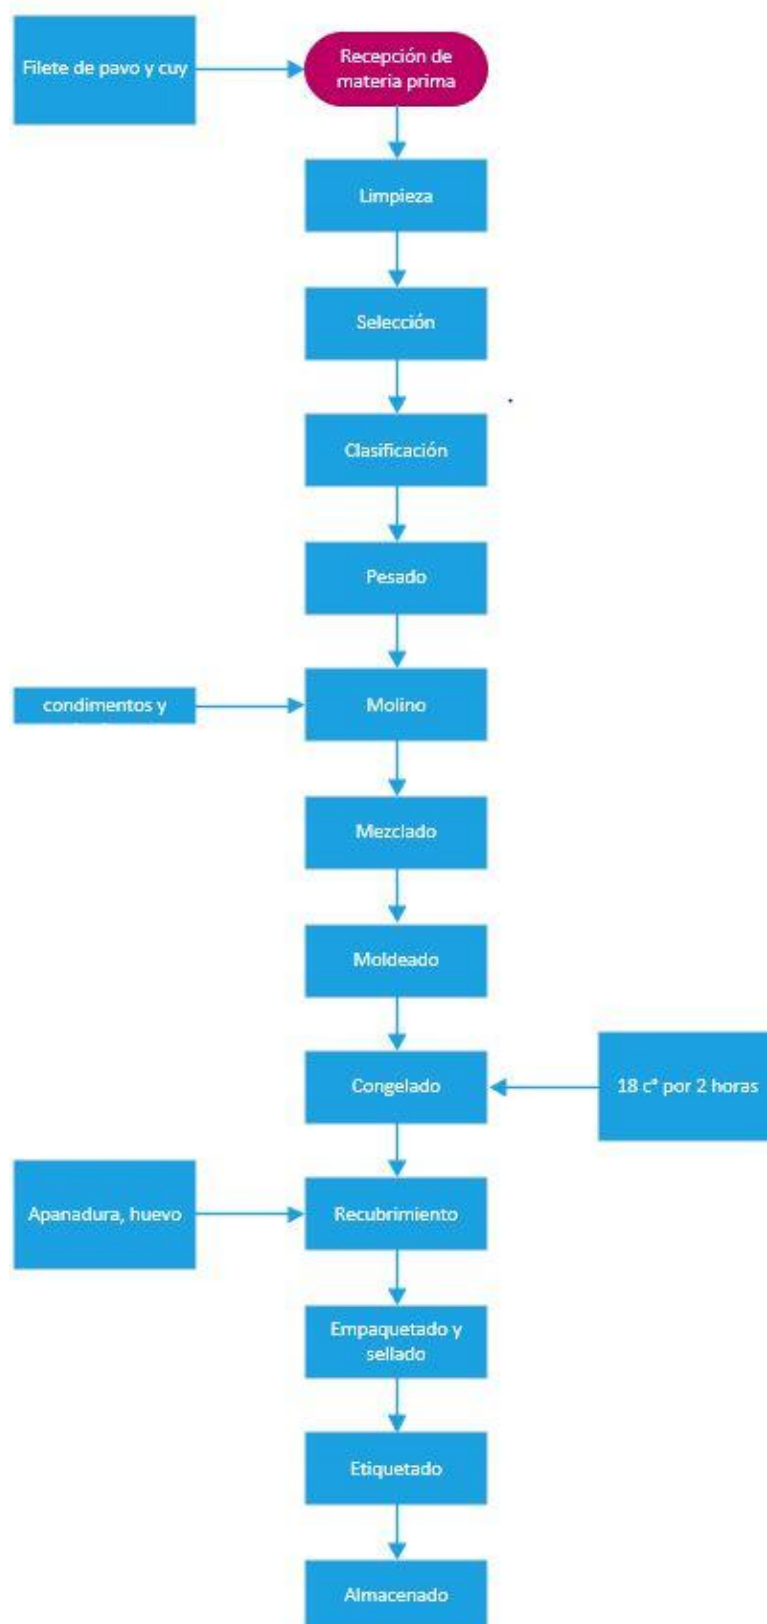 Filete de pavo y cuy
Recepción de
materia prima
Limpieza
Selección
Clasificación
Pesado
condimentos y
Molino
Mezclado
Moldeado
Congelado
18 c° por 2 horas
Apanadura, huevo
Recubrimiento
Empaquetado y
sellado
Etiquetado
Almacenado